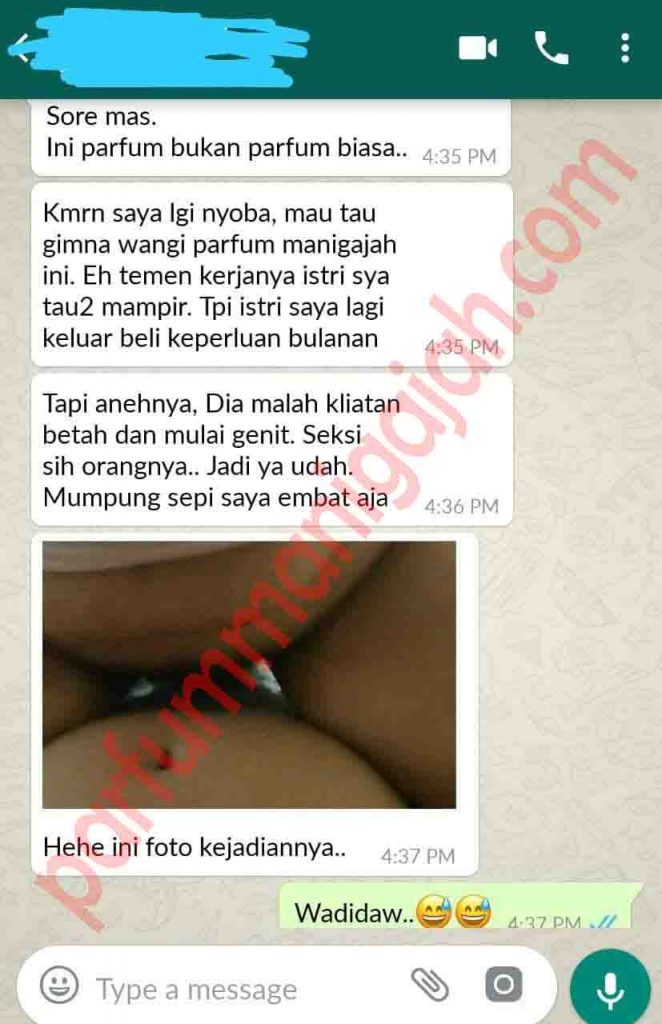 Sore mas.
Ini parfum bukan parfum biasa.. 4:35 PM
Kmrn saya lgi nyoba, mau tau
gimna wangi parfum manigajah
ini. Eh temen kerjanya istri sya
tau2 mampir. Tpi istri saya lagi
keluar beli keperluan bulanan 4:35 PM
Tapi anehnya, Dia malah kliatan
betah dan mulai genit. Seksi
sih orangnya.. Jadi ya udah.
Mumpung sepi saya embat aja 4:36 PM
Hehe ini foto kejadiannya.. 4:37 PM
Wadidaw..😅😅 4:37 PM
Type a message
parfummanigajah.com